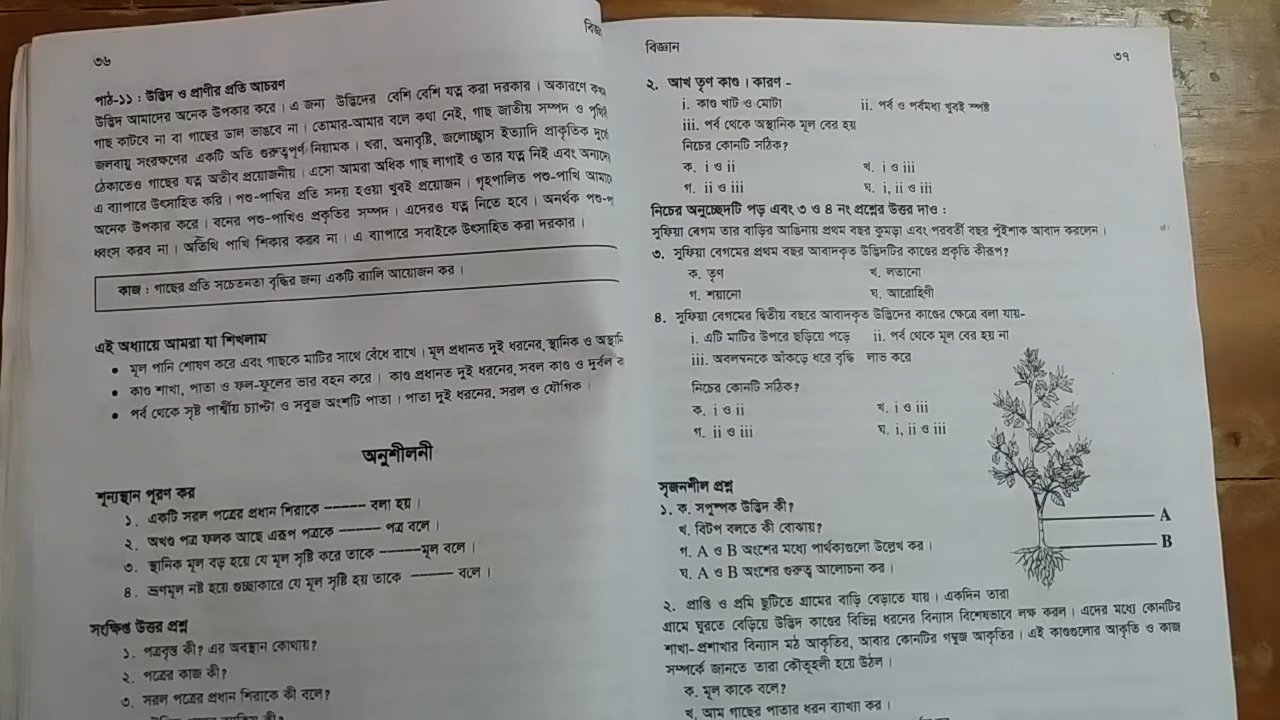 ৩৬
পাঠ-১১ : উদ্ভিদ ও প্রাণীর প্রতি আচরণ
উদ্ভিদ আমাদের অনেক উপকার করে। এ জন্য উদ্ভিদের বেশি বেশি যত্ন করা দরকার। অকারণে
গাছ কাটবে না বা গাছের ডাল ভাঙবে না। তোমার-আমার বলে কথা নেই, গাছ জাতীয় সম্পদ ও
জলবায়ু সংরক্ষণের একটি অতি গুরুত্বপূর্ণ নিয়ামক। খরা, অনাবৃষ্টি, জলোচ্ছ্বাস ইত্যাদি প্রাকৃতিক
ঠেকাতেও গাছের যত্ন অতীব প্রয়োজনীয়। এসো আমরা অধিক গাছ লাগাই ও তার যত্ন নিই এবং
এ ব্যাপারে উৎসাহিত করি। পশু-পাখির প্রতি সদয় হওয়া খুবই প্রয়োজন। গৃহপালিত পশু-পাখি
অনেক উপকার করে। বনের পশু-পাখিও প্রকৃতির সম্পদ। এদেরও যত্ন নিতে হবে। অনর্থক পশু-
ধ্বংস করব না। অতিথি পাখি শিকার করব না। এ ব্যাপারে সবাইকে উৎসাহিত করা দরকার।
কাজ : গাছের প্রতি সচেতনতা বৃদ্ধির জন্য একটি র‍্যালি আয়োজন কর।
এই অধ্যায়ে আমরা যা শিখলাম
• মূল পানি শোষণ করে এবং গাছকে মাটির সাথে বেঁধে রাখে। মূল প্রধানত দুই ধরনের, স্থানিক ও
• কাণ্ড শাখা, পাতা ও ফল-ফুলের ভার বহন করে। কাণ্ড প্রধানত দুই ধরনের, সবল কাণ্ড ও দুর্বল
• পর্ব থেকে সৃষ্ট পার্শ্বীয় চ্যাপ্টা ও সবুজ অংশটি পাতা। পাতা দুই ধরনের, সরল ও যৌগিক।
অনুশীলনী
শূন্যস্থান পূরণ কর
১. একটি সরল পত্রের প্রধান শিরাকে ------ বলা হয়।
২. অখণ্ড পত্র ফলক আছে এরূপ পত্রকে ------ পত্র বলে।
৩. স্থানিক মূল বড় হয়ে যে মূল সৃষ্টি করে তাকে ------মূল বলে।
৪. ভ্রূণমূল নষ্ট হয়ে গুচ্ছাকারে যে মূল সৃষ্টি হয় তাকে ------ বলে।
সংক্ষিপ্ত উত্তর প্রশ্ন
১. পত্রবৃন্ত কী? এর অবস্থান কোথায়?
২. পত্রের কাজ কী?
৩. সরল পত্রের প্রধান শিরাকে কী বলে?
বিজ্ঞান
৩৭
২. আখ তৃণ কাণ্ড। কারণ –
i. কাণ্ড খাট ও মোটা ii. পর্ব ও পর্বমধ্য খুবই স্পষ্ট
iii. পর্ব থেকে অস্থানিক মূল বের হয়
নিচের কোনটি সঠিক?
ক. i ও ii খ. i ও iii
গ. ii ও iii ঘ. i, ii ও iii
নিচের অনুচ্ছেদটি পড় এবং ৩ ও ৪ নং প্রশ্নের উত্তর দাও :
সুফিয়া বেগম তার বাড়ির আঙিনায় প্রথম বছর কুমড়া এবং পরবর্তী বছর পুঁইশাক আবাদ করলেন।
৩. সুফিয়া বেগমের প্রথম বছর আবাদকৃত উদ্ভিদটির কাণ্ডের প্রকৃতি কীরূপ?
ক. তৃণ খ. লতানো
গ. শয়ানো ঘ. আরোহিণী
৪. সুফিয়া বেগমের দ্বিতীয় বছরে আবাদকৃত উদ্ভিদের কাণ্ডের ক্ষেত্রে বলা যায়-
i. এটি মাটির উপরে ছড়িয়ে পড়ে ii. পর্ব থেকে মূল বের হয় না
iii. অবলম্বনকে আঁকড়ে ধরে বৃদ্ধি লাভ করে
নিচের কোনটি সঠিক?
ক. i ও ii খ. i ও iii
গ. ii ও iii ঘ. i, ii ও iii
সৃজনশীল প্রশ্ন
১. ক. সপুষ্পক উদ্ভিদ কী?
খ. বিটপ বলতে কী বোঝায়?
গ. A ও B অংশের মধ্যে পার্থক্যগুলো উল্লেখ কর।
ঘ. A ও B অংশের গুরুত্ব আলোচনা কর।
A
B
২. প্রাপ্তি ও প্রমি ছুটিতে গ্রামের বাড়ি বেড়াতে যায়। একদিন তারা
গ্রামে ঘুরতে বেড়িয়ে উদ্ভিদ কাণ্ডের বিভিন্ন ধরনের বিন্যাস বিশেষভাবে লক্ষ করল। এদের মধ্যে কোনটির
শাখা-প্রশাখার বিন্যাস মঠ আকৃতির, আবার কোনটির গম্বুজ আকৃতির। এই কাণ্ডগুলোর আকৃতি ও কাজ
সম্পর্কে জানতে তারা কৌতূহলী হয়ে উঠল।
ক. মূল কাকে বলে?
খ. আম গাছের পাতার ধরন ব্যাখ্যা কর।